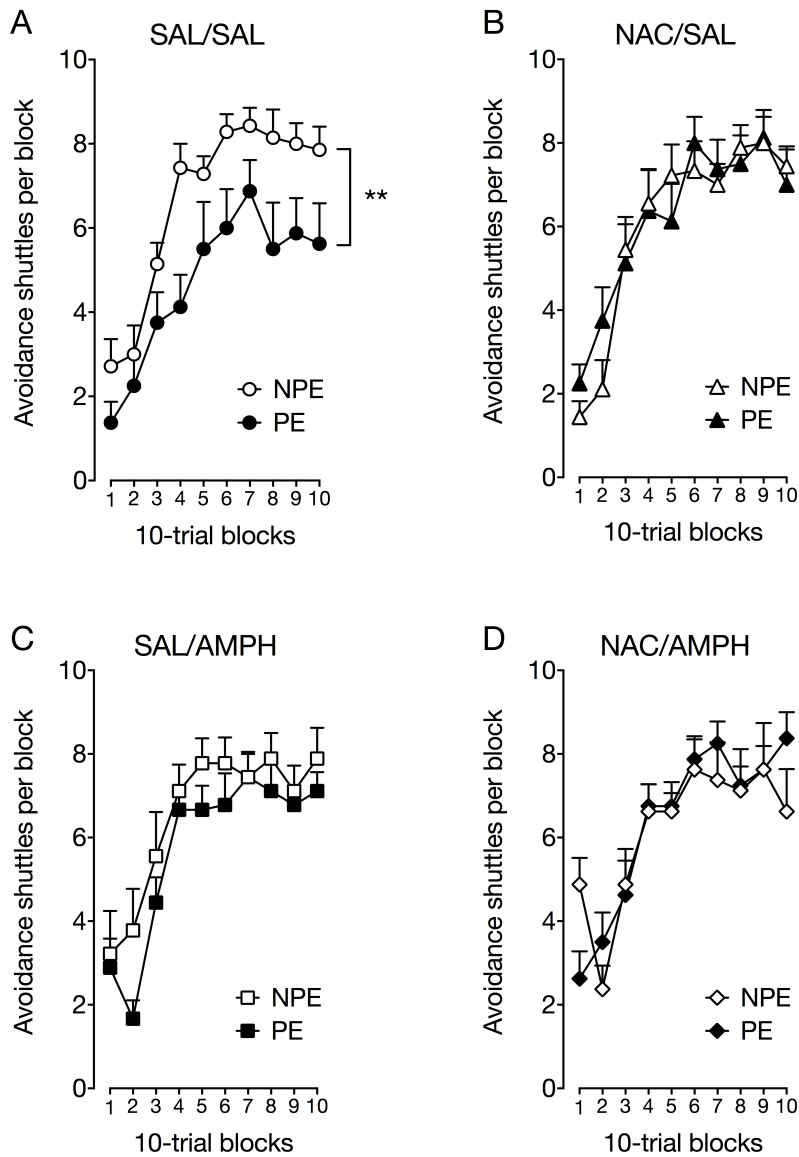 A
SAL/SAL
10
8
6
4
2
0
Avoidance shuttles per block
**
NPE
PE
1 2 3 4 5 6 7 8 9 10
10-trial blocks
B
NAC/SAL
10
8
6
4
2
0
Avoidance shuttles per block
NPE
PE
1 2 3 4 5 6 7 8 9 10
10-trial blocks
C
SAL/AMPH
10
8
6
4
2
0
Avoidance shuttles per block
NPE
PE
1 2 3 4 5 6 7 8 9 10
10-trial blocks
D
NAC/AMPH
10
8
6
4
2
0
Avoidance shuttles per block
NPE
PE
1 2 3 4 5 6 7 8 9 10
10-trial blocks